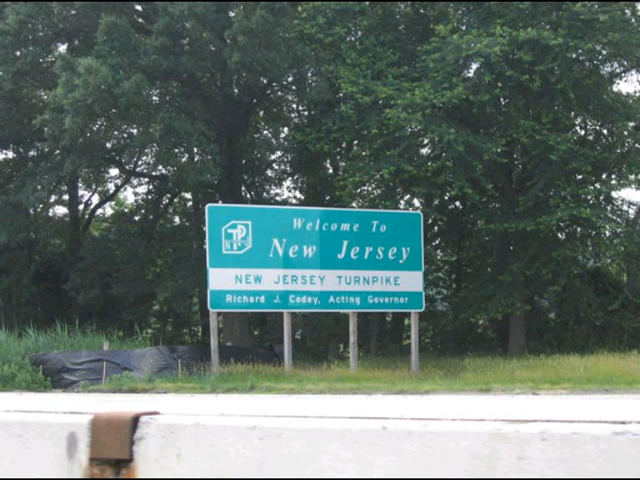 Welcome To
New Jersey
NEW JERSEY TURNPIKE
Richard J. Codey, Acting Governor